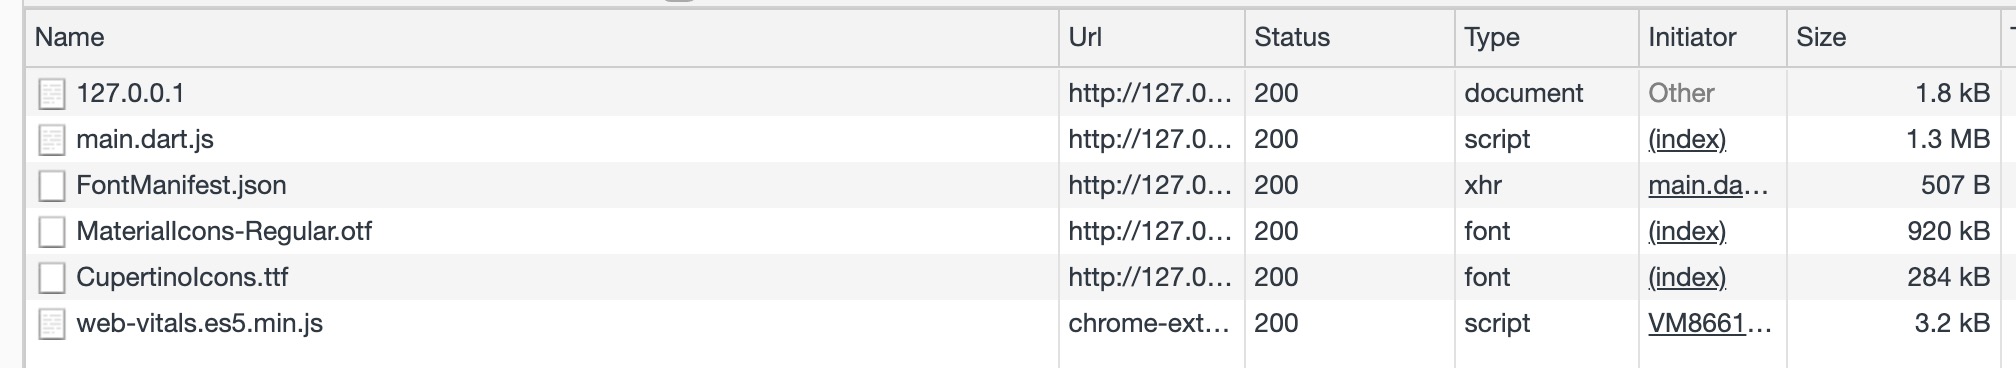 Name Url Status Type Initiator Size
127.0.0.1 http://127.0... 200 document Other 1.8 kB
main.dart.js http://127.0... 200 script (index) 1.3 MB
FontManifest.json http://127.0... 200 xhr main.da... 507 B
MaterialIcons-Regular.otf http://127.0... 200 font (index) 920 kB
CupertinoIcons.ttf http://127.0... 200 font (index) 284 kB
web-vitals.es5.min.js chrome-ext... 200 script VM8661... 3.2 kB